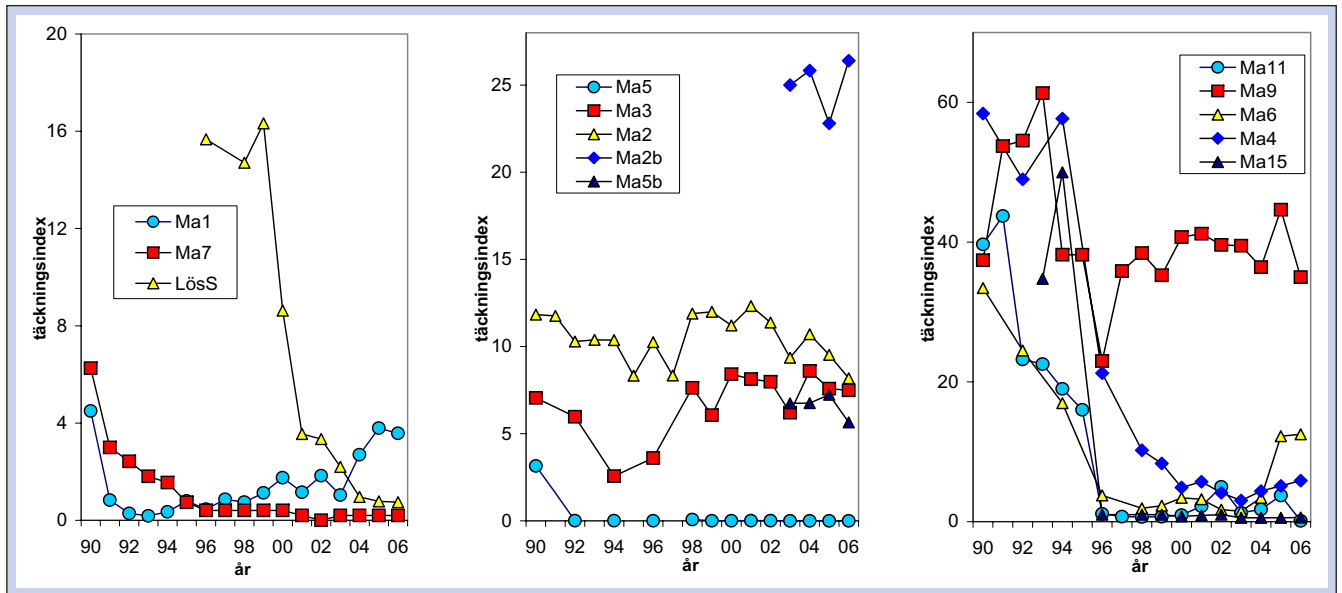 20
16
12
8
4
0
täckningsindex
Ma1
Ma7
LösS
90 92 94 96 98 00 02 04 06
år
25
20
15
10
5
0
täckningsindex
Ma5
Ma3
Ma2
Ma2b
Ma5b
90 92 94 96 98 00 02 04 06
år
60
40
20
0
täckningsindex
Ma11
Ma9
Ma6
Ma4
Ma15
90 92 94 96 98 00 02 04 06
år